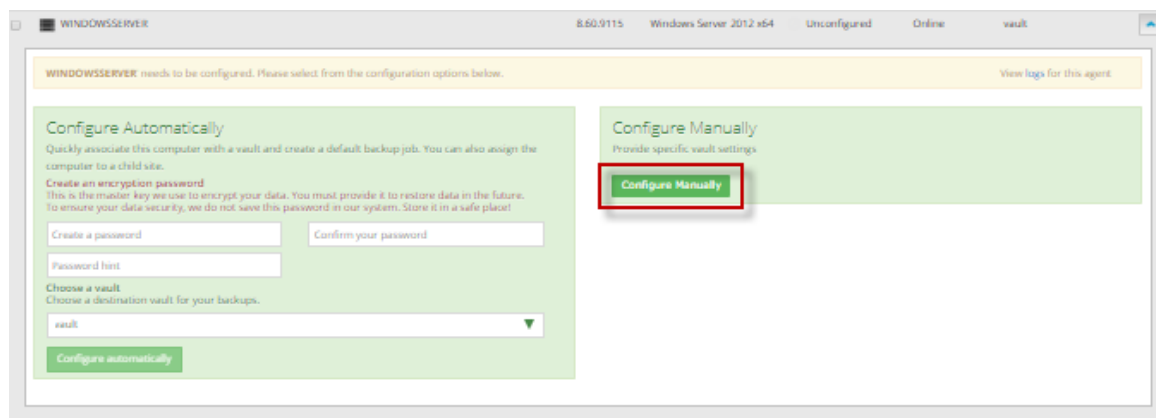 WINDOWSSERVER 8.60.9115 Windows Server 2012 x64 Unconfigured Online vault
WINDOWSSERVER needs to be configured. Please select from the configuration options below. View logs for this agent
Configure Automatically
Quickly associate this computer with a vault and create a default backup job. You can also assign the
computer to a child site.
Create an encryption password
This is the master key we use to encrypt your data. You must provide it to restore data in the future.
To ensure your data security, we do not save this password in our system. Store it in a safe place!
Create a password Confirm your password
Password hint
Choose a vault
Choose a destination vault for your backups.
vault
Configure automatically
Configure Manually
Provide specific vault settings
Configure Manually